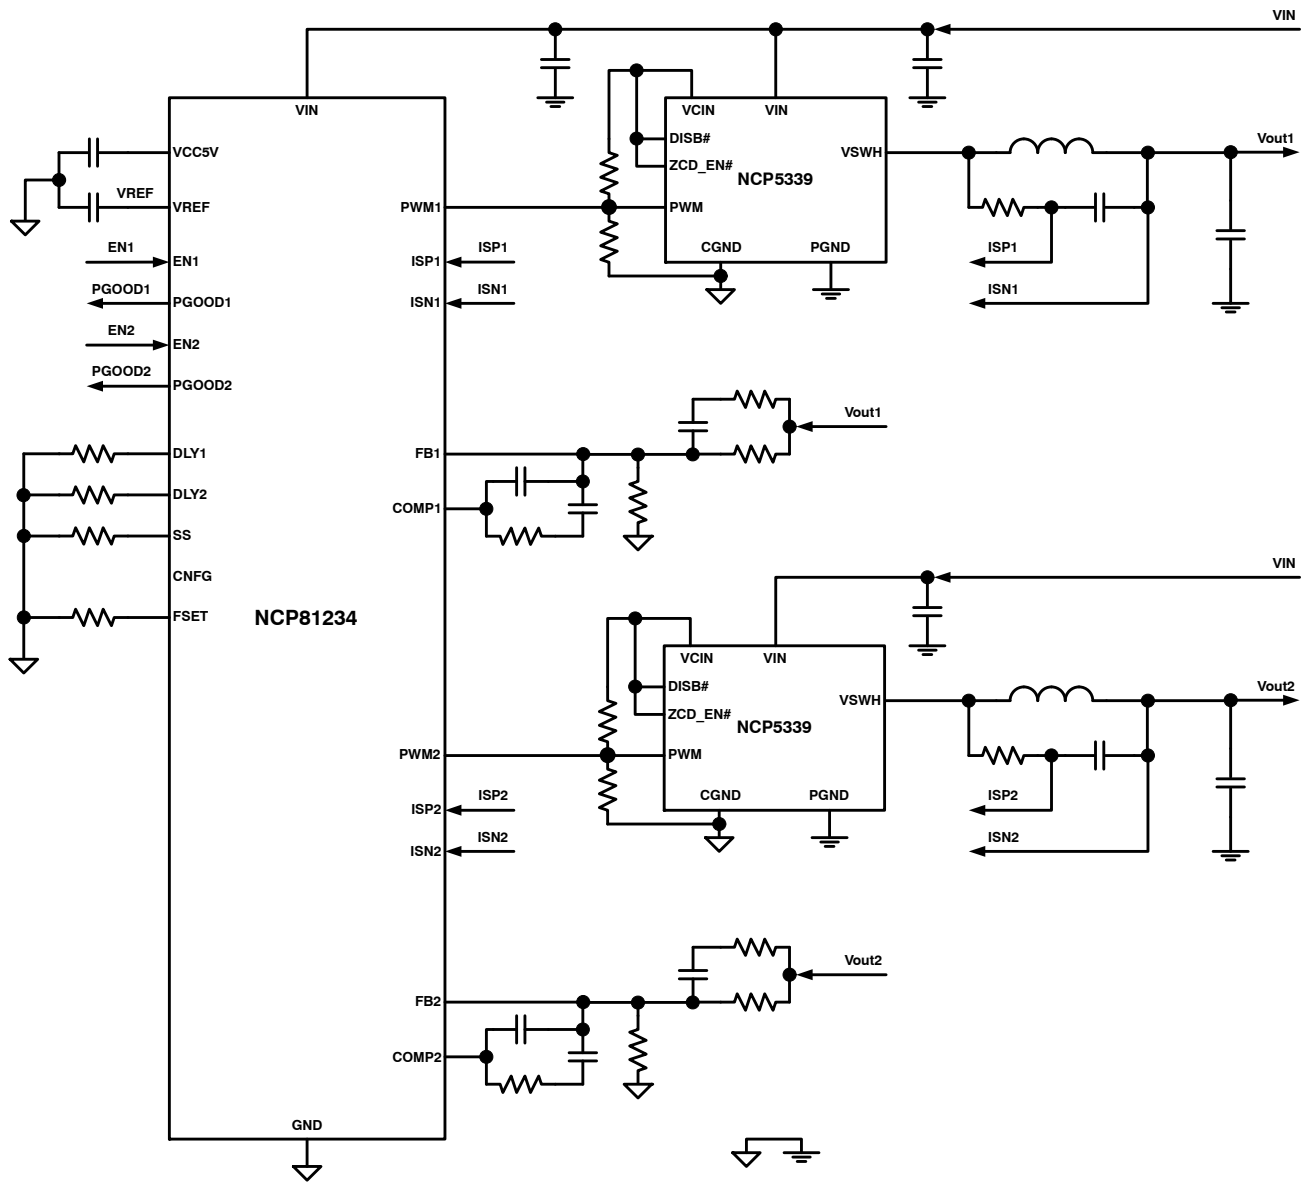 VIN
VIN
VCIN
VIN
VCC5V
DISB#
ZCD_EN#
VSWH
Vout1
NCP5339
VREF
VREF
PWM1
PWM
EN1
EN1
ISP1
ISP1
CGND
PGND
ISP1
PGOOD1
PGOOD1
ISN1
ISN1
ISN1
EN2
EN2
PGOOD2
PGOOD2
Vout1
DLY1
FB1
DLY2
COMP1
SS
CNFG
VIN
FSET
NCP81234
VCIN
VIN
DISB#
ZCD_EN#
VSWH
Vout2
NCP5339
PWM2
PWM
ISP2
ISP2
CGND
PGND
ISP2
ISN2
ISN2
ISN2
Vout2
FB2
COMP2
GND